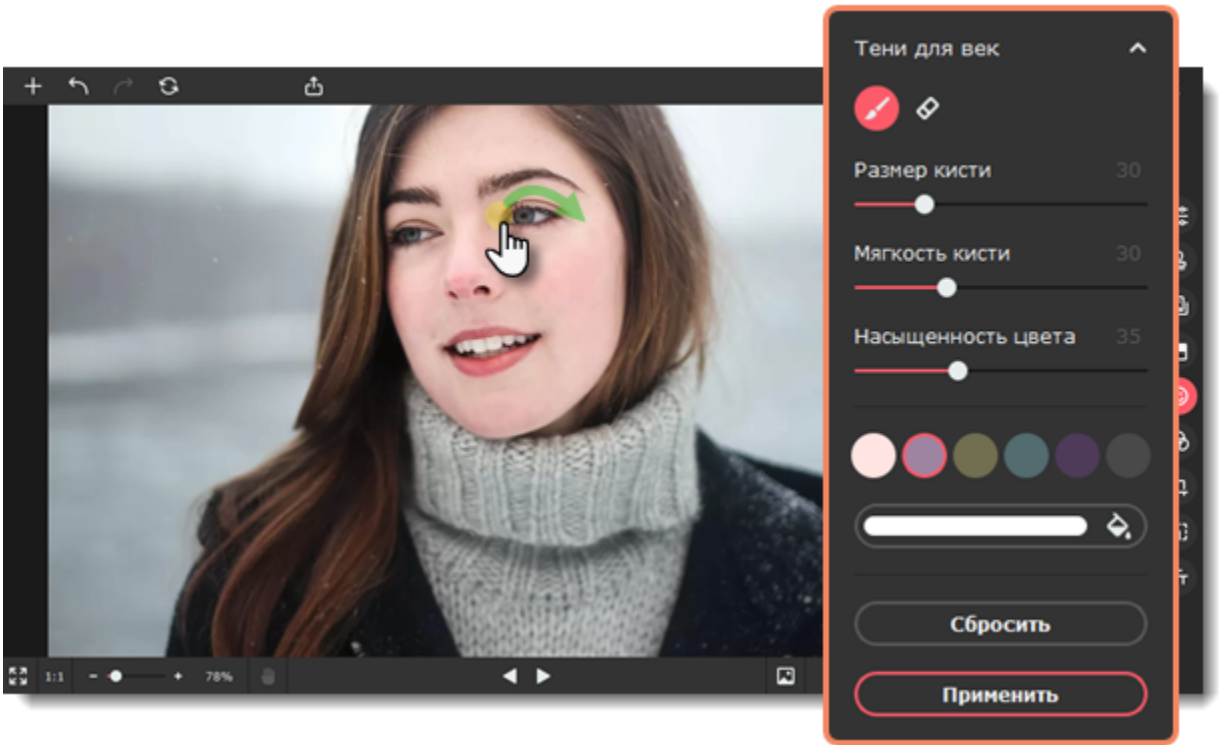 Тени для век
Размер кисти 30
Мягкость кисти 30
Насыщенность цвета 35
Сбросить
Применить
1:1
78%